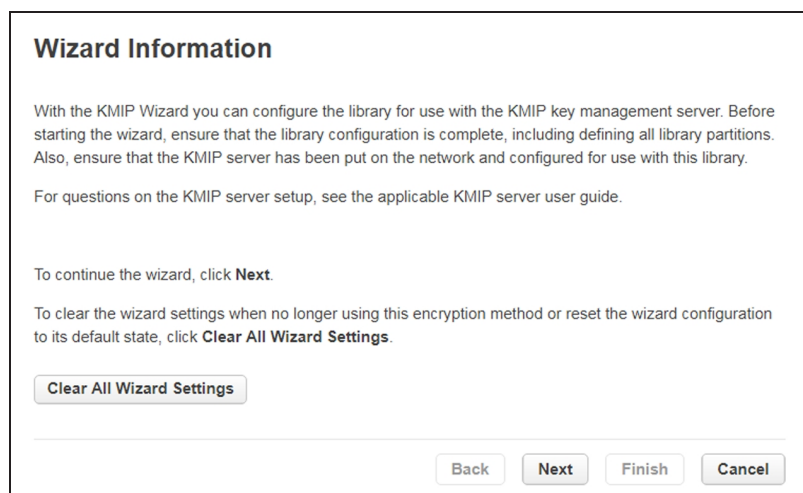 Wizard Information
With the KMIP Wizard you can configure the library for use with the KMIP key management server. Before
starting the wizard, ensure that the library configuration is complete, including defining all library partitions.
Also, ensure that the KMIP server has been put on the network and configured for use with this library.
For questions on the KMIP server setup, see the applicable KMIP server user guide.
To continue the wizard, click Next.
To clear the wizard settings when no longer using this encryption method or reset the wizard configuration
to its default state, click Clear All Wizard Settings.
Clear All Wizard Settings
Back Next Finish Cancel